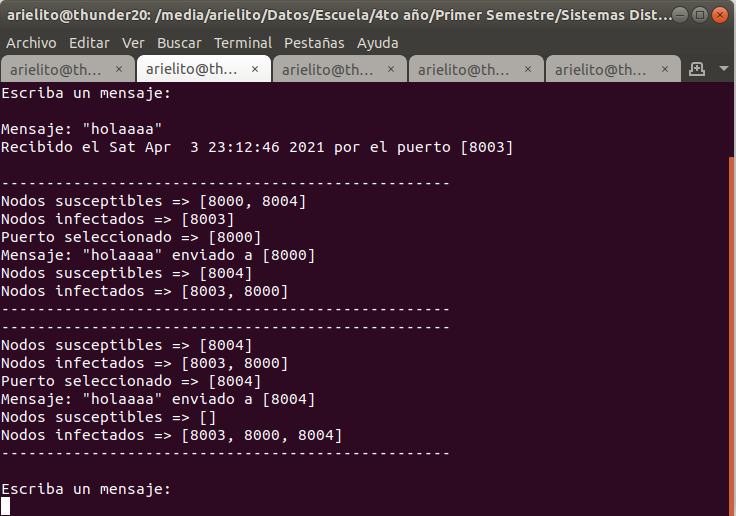 arielito@thunder20: /media/arielito/Datos/Escuela/4to año/Primer Semestre/Sistemas Dist...
Archivo Editar Ver Buscar Terminal Pestañas Ayuda
arielito@th... × arielito@th... × arielito@th... × arielito@th... × arielito@th... ×
Escriba un mensaje:
Mensaje: "holaaaa"
Recibido el Sat Apr  3 23:12:46 2021 por el puerto [8003]
--------------------------------------------------
Nodos susceptibles => [8000, 8004]
Nodos infectados => [8003]
Puerto seleccionado => [8000]
Mensaje: "holaaaa" enviado a [8000]
Nodos susceptibles => [8004]
Nodos infectados => [8003, 8000]
--------------------------------------------------
--------------------------------------------------
Nodos susceptibles => [8004]
Nodos infectados => [8003, 8000]
Puerto seleccionado => [8004]
Mensaje: "holaaaa" enviado a [8004]
Nodos susceptibles => []
Nodos infectados => [8003, 8000, 8004]
--------------------------------------------------
Escriba un mensaje: